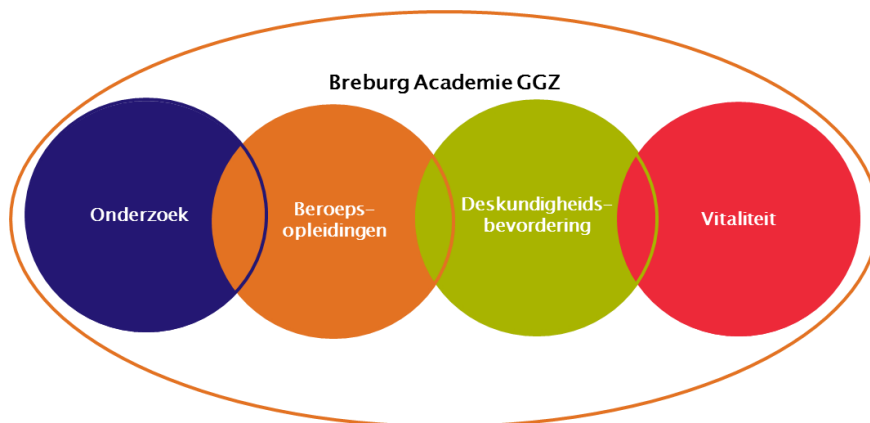 Breburg Academie GGZ
Onderzoek
Beroeps-
opleidingen
Deskundigheids-
bevordering
Vitaliteit